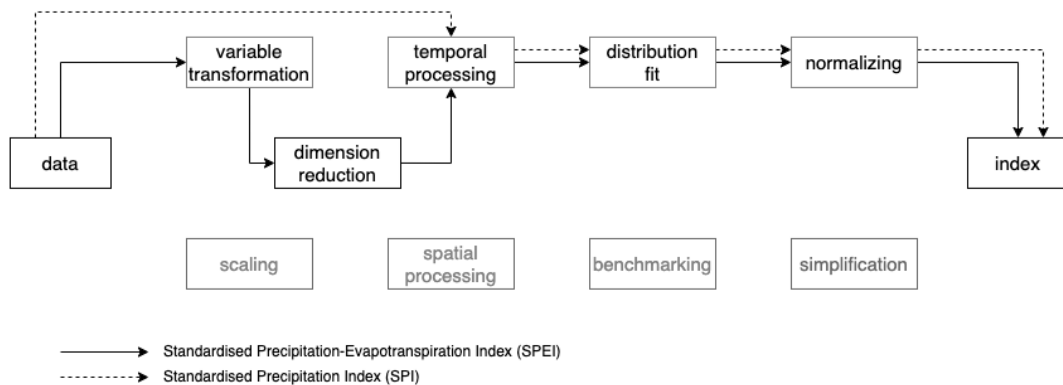 variable
transformation
temporal
processing
distribution
fit
normalizing
data
dimension
reduction
index
scaling
spatial
processing
benchmarking
simplification
Standardised Precipitation-Evapotranspiration Index (SPEI)
Standardised Precipitation Index (SPI)